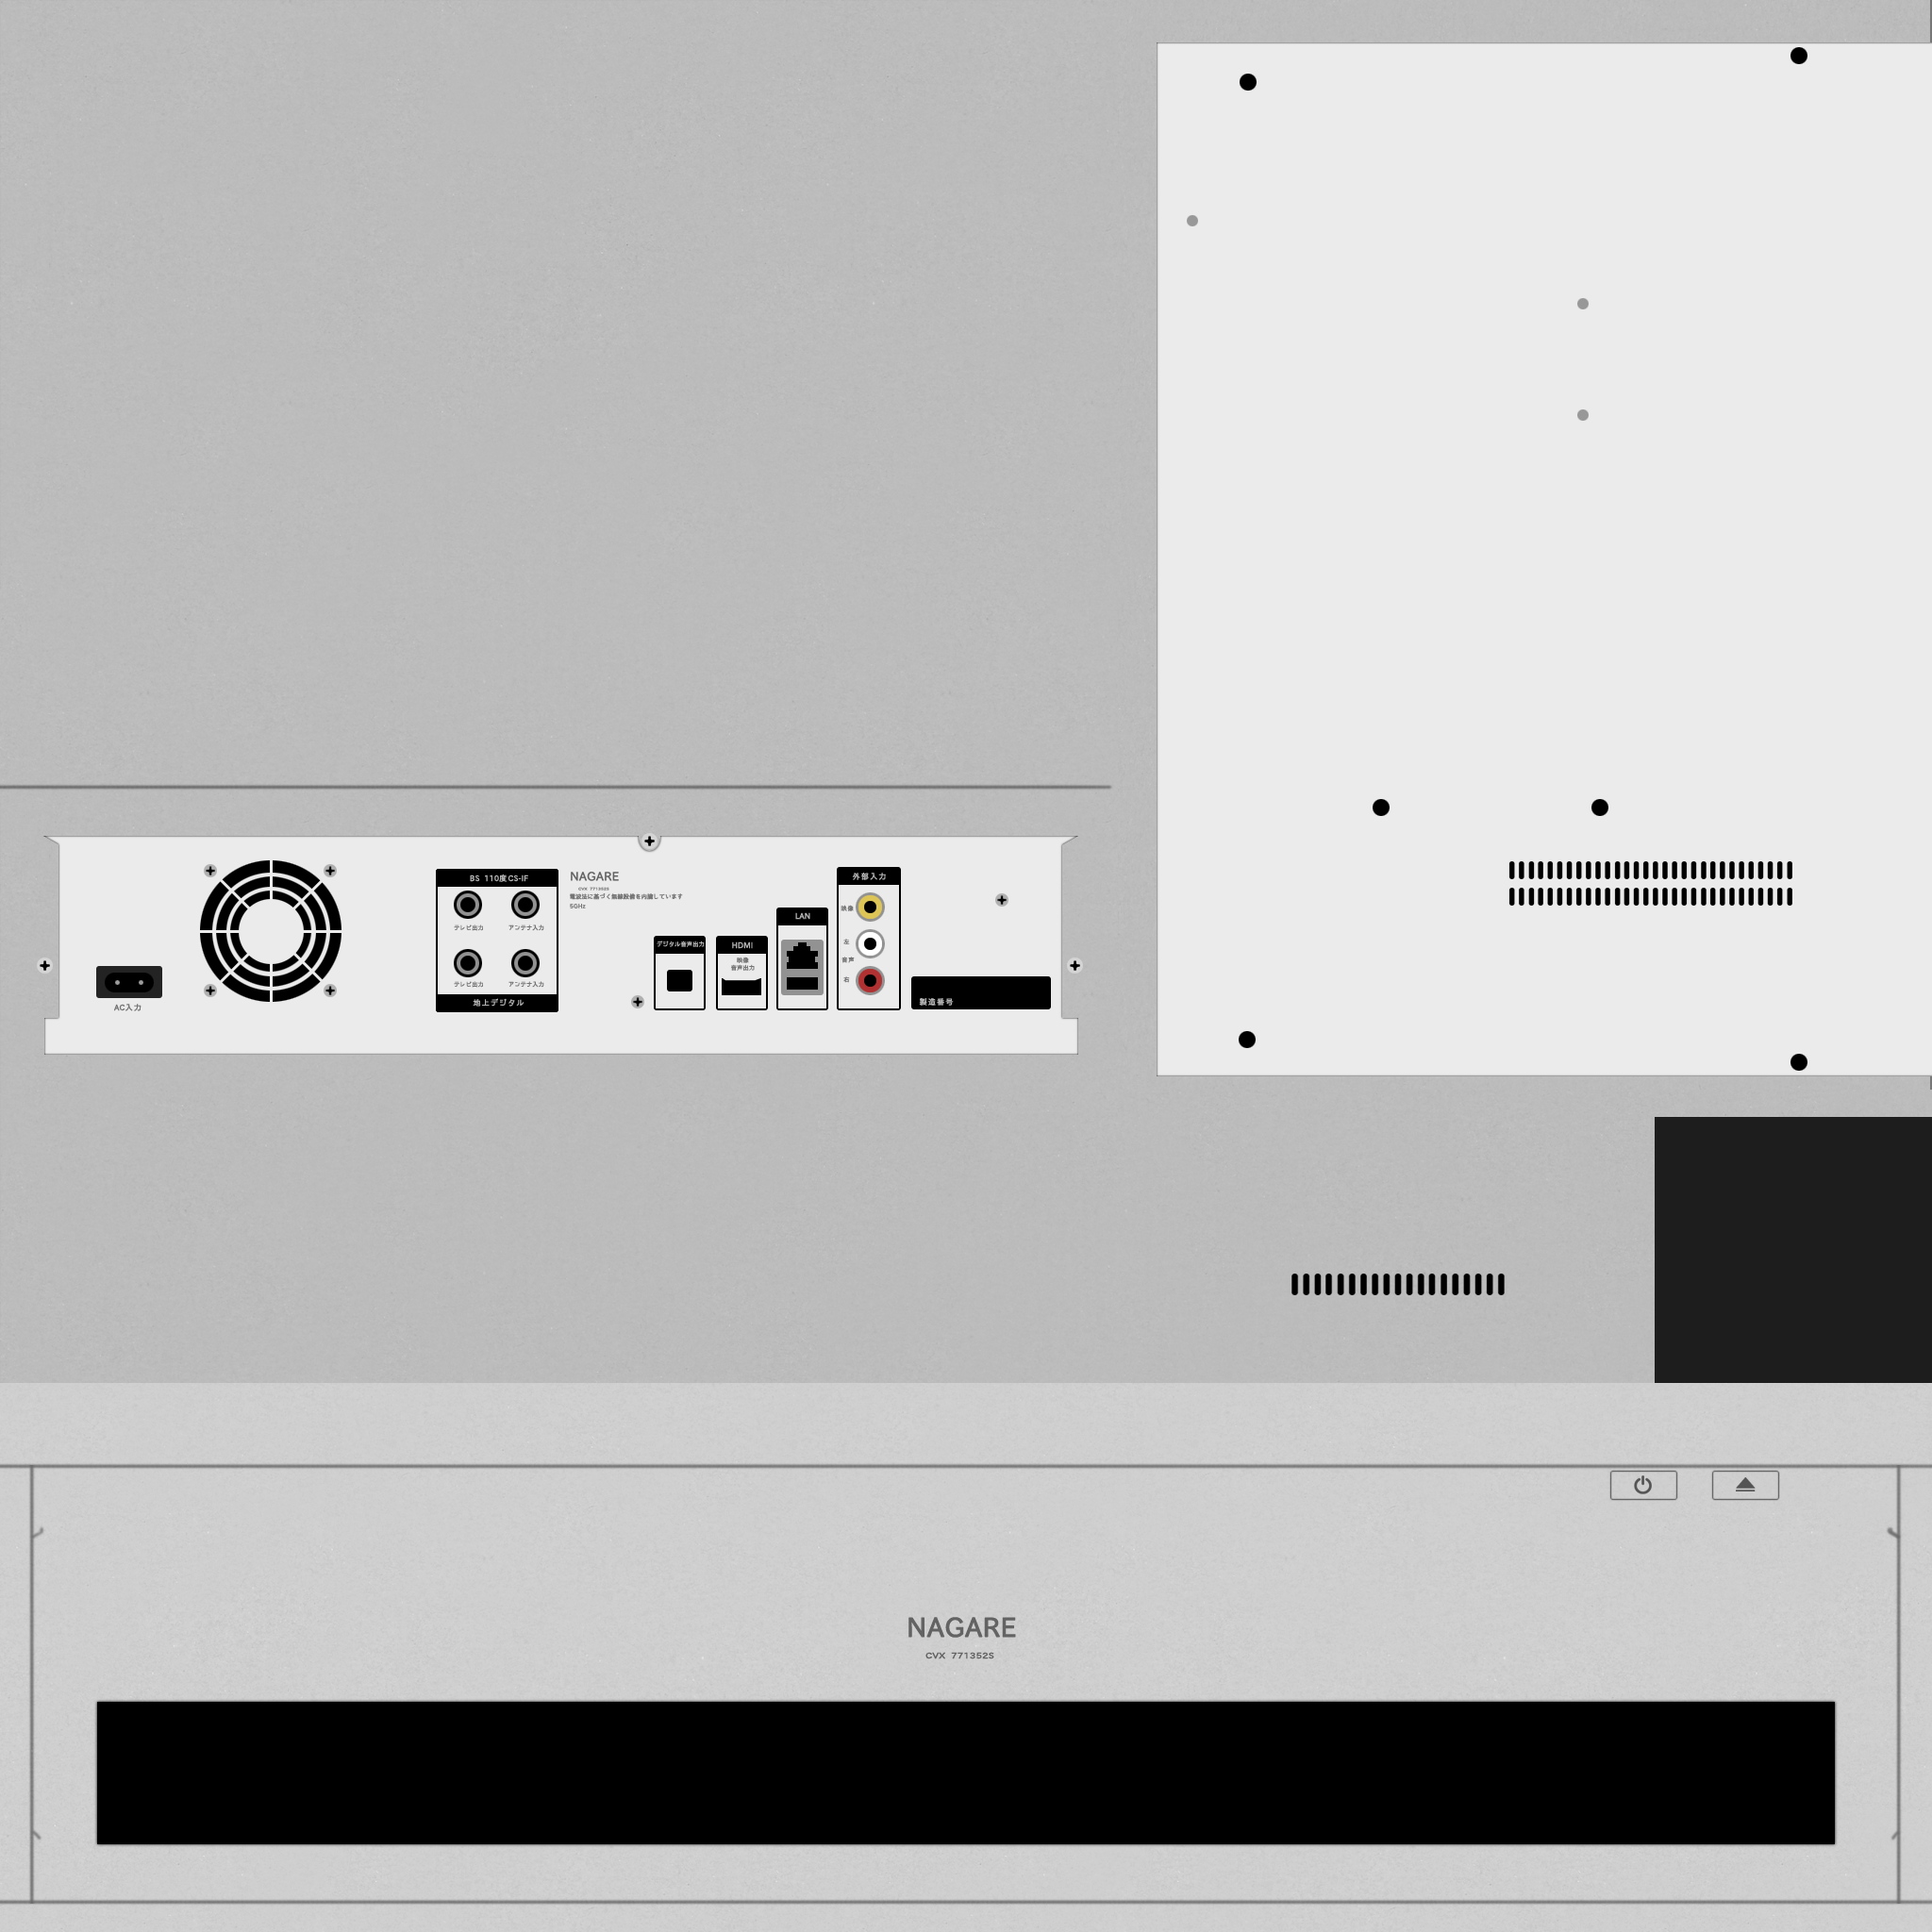 BS 110度CS-IF
テレビ出力 アンテナ入力
テレビ出力 アンテナ入力
地上デジタル
AC入力
NAGARE
CVX 771352S
電波法に基づく無線設備を内蔵しています
5GHz
デジタル音声出力
HDMI
映像
音声出力
LAN
外部入力
映像
左
音声
右
製造番号
NAGARE
CVX 771352S